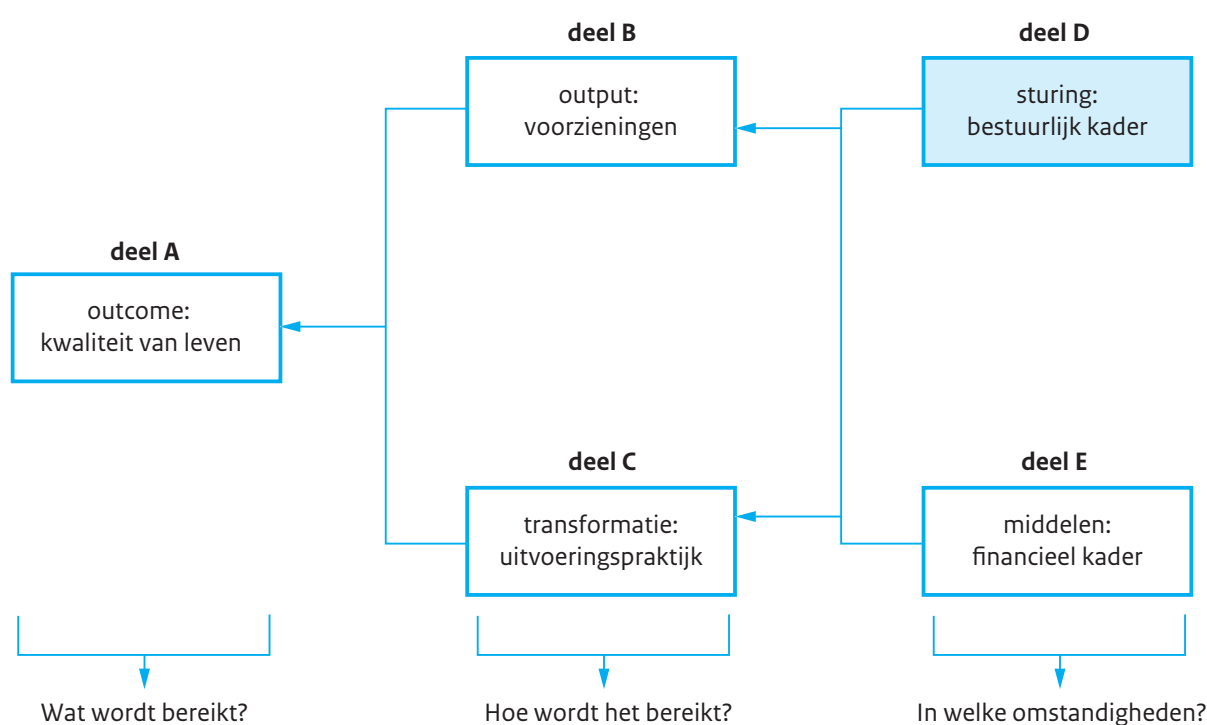 deel B
output:
voorzieningen
deel D
sturing:
bestuurlijk kader
deel A
outcome:
kwaliteit van leven
deel C
transformatie:
uitvoeringspraktijk
deel E
middelen:
financieel kader
Wat wordt bereikt?
Hoe wordt het bereikt?
In welke omstandigheden?